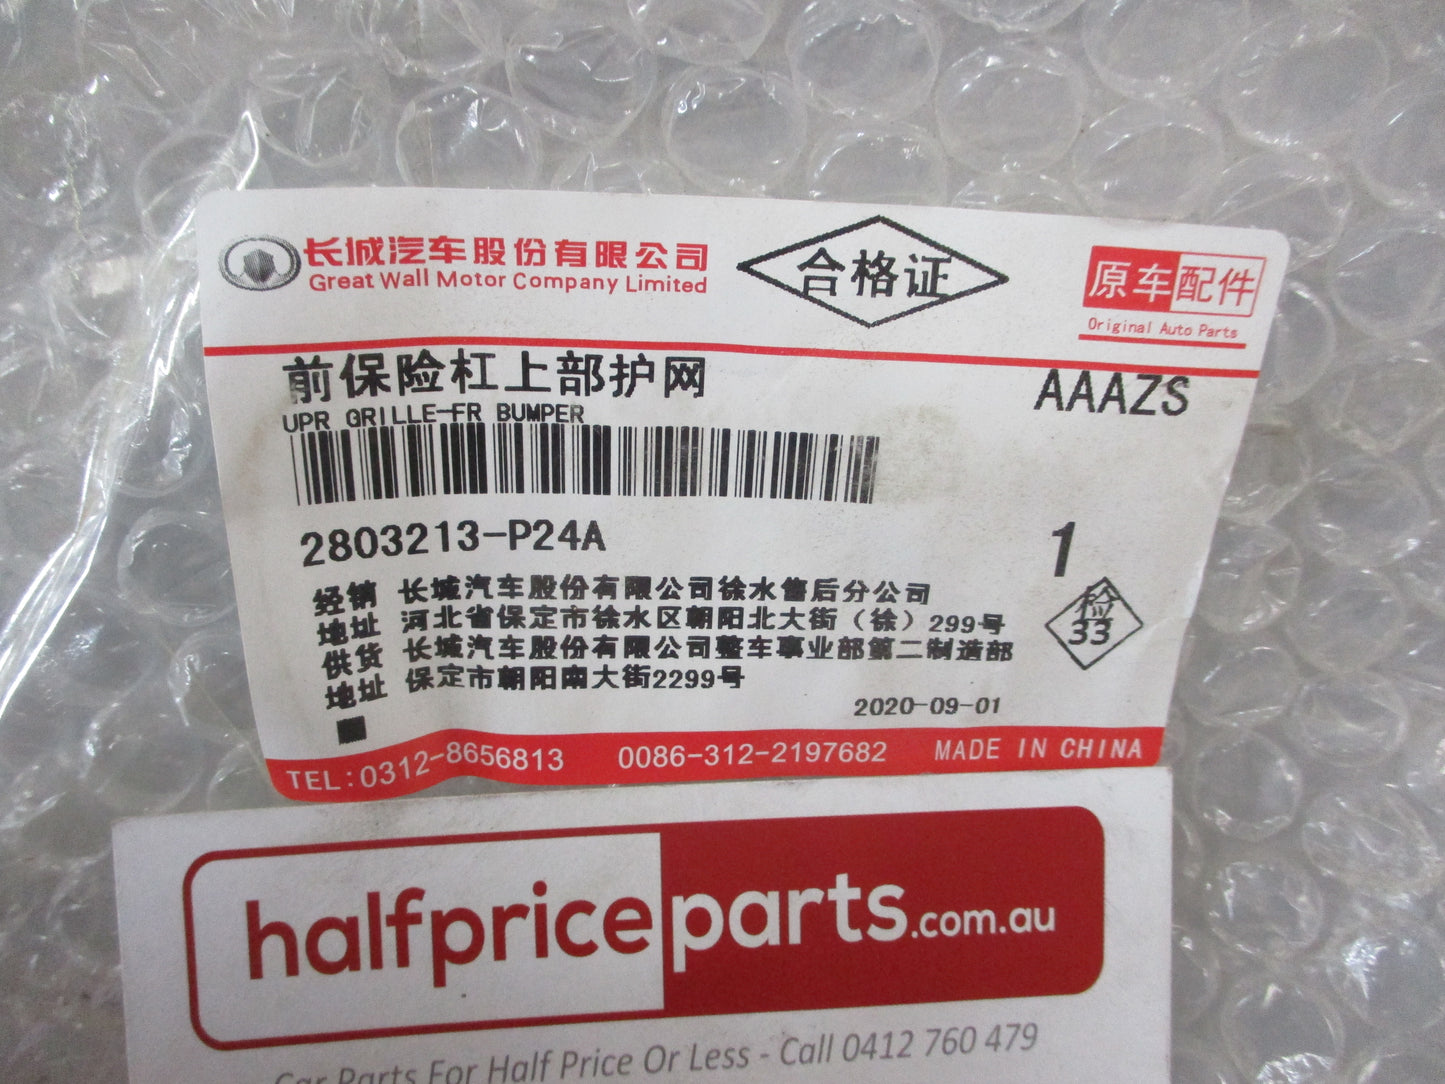 长城汽车股份有限公司
Great Wall Motor Company Limited
合格证
原车配件
Original Auto Parts
前保险杠上部护网
UPR GRILLE-FR BUMPER
AAAZS
2803213-P24A
1
经销 长城汽车股份有限公司徐水售后分公司
地址 河北省保定市徐水区朝阳北大街（徐）299号
供货 长城汽车股份有限公司整车事业部第二制造部
地址 保定市朝阳南大街2299号
检
33
2020-09-01
TEL:0312-8656813 0086-312-2197682 MADE IN CHINA
halfpriceparts.com.au
Car Parts For Half Price Or Less - Call 0412 760 479